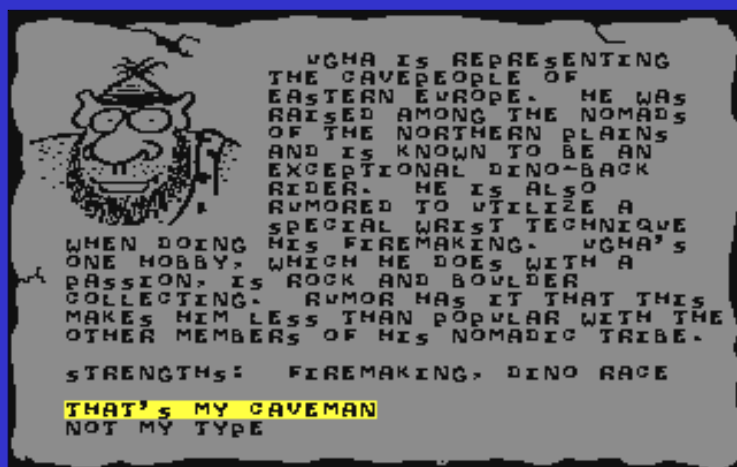 UGHA IS REPRESENTING
THE CAVEPEOPLE OF
EASTERN EUROPE. HE WAS
RAISED AMONG THE NOMADS
OF THE NORTHERN PLAINS
AND IS KNOWN TO BE AN
EXCEPTIONAL DINO-BACK
RIDER. HE IS ALSO
RUMORED TO UTILIZE A
SPECIAL WRIST TECHNIQUE
WHEN DOING HIS FIREMAKING. UGHA'S
ONE HOBBY, WHICH HE DOES WITH A
PASSION, IS ROCK AND BOULDER
COLLECTING. RUMOR HAS IT THAT THIS
MAKES HIM LESS THAN POPULAR WITH THE
OTHER MEMBERS OF HIS NOMADIC TRIBE.
STRENGTHS: FIREMAKING, DINO RACE
THAT'S MY CAVEMAN
NOT MY TYPE